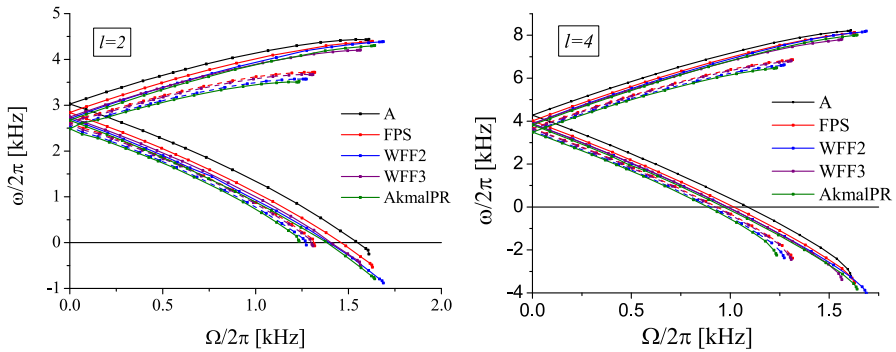 l=2
ω/2π [kHz]
5
4
3
2
1
0
-1
A
FPS
WFF2
WFF3
AkmalPR
0.0
0.5
1.0
1.5
2.0
Ω/2π [kHz]
l=4
ω/2π [kHz]
8
6
4
2
0
-2
-4
A
FPS
WFF2
WFF3
AkmalPR
0.0
0.5
1.0
1.5
Ω/2π [kHz]